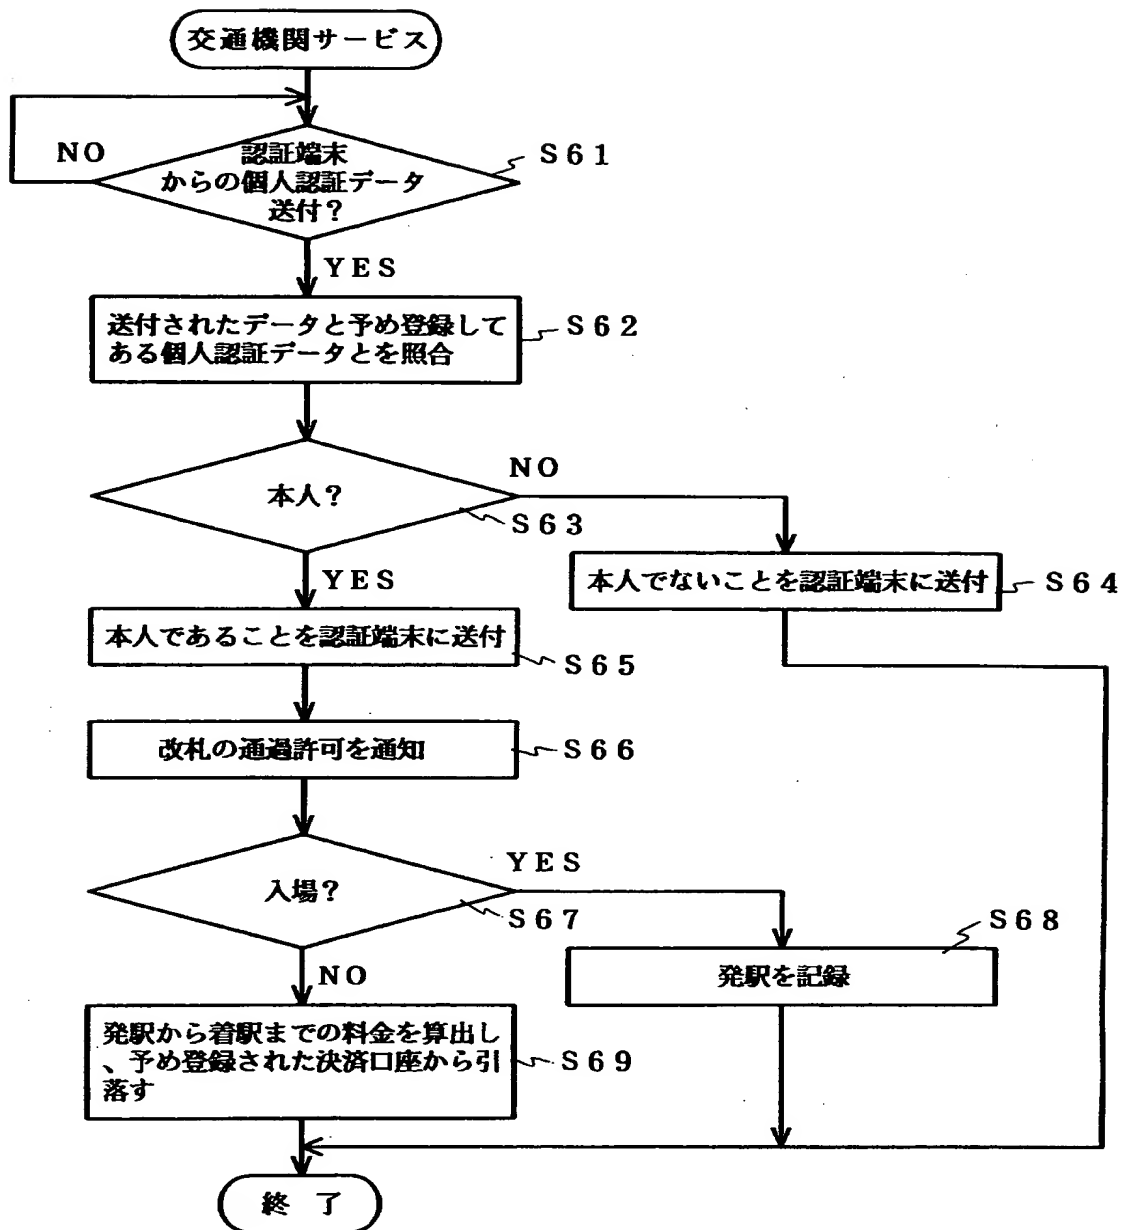 交通機関サービス
NO
認証端末
からの個人認証データ
送付？
S61
YES
送付されたデータと予め登録して
ある個人認証データとを照合
S62
本人？
NO
S63
YES
本人でないことを認証端末に送付
S64
本人であることを認証端末に送付
S65
改札の通過許可を通知
S66
入場？
YES
S67
NO
発駅を記録
S68
発駅から着駅までの料金を算出し
、予め登録された決済口座から引
落す
S69
終了